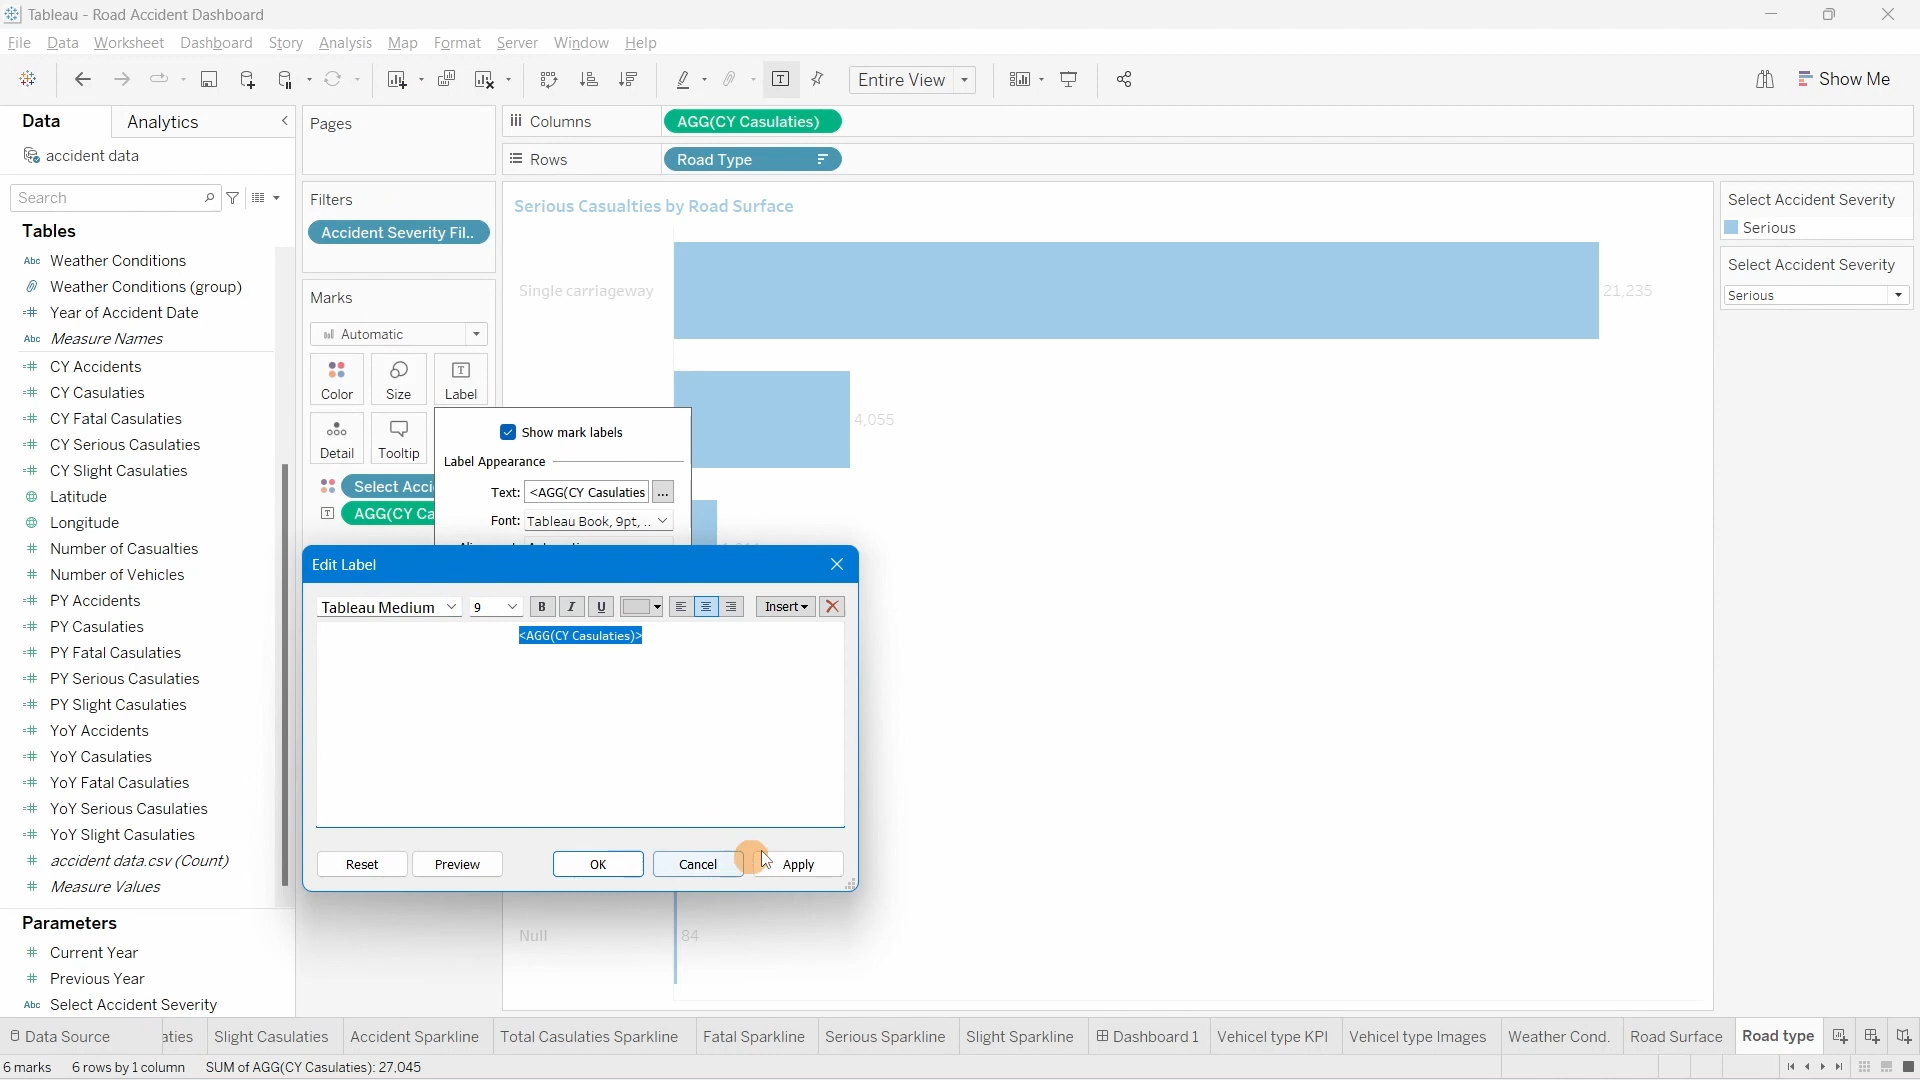 Tableau - Road Accident Dashboard
File Data Worksheet Dashboard Story Analysis Map Format Server Window Help
Entire View
Show Me
Data
Analytics
accident data
Search
Tables
Abc Weather Conditions
Weather Conditions (group)
Year of Accident Date
Abc Measure Names
CY Accidents
CY Casulaties
CY Fatal Casulaties
CY Serious Casulaties
CY Slight Casulaties
Latitude
Longitude
Number of Casualties
Number of Vehicles
PY Accidents
PY Casulaties
PY Fatal Casulaties
PY Serious Casulaties
PY Slight Casulaties
YoY Accidents
YoY Casulaties
YoY Fatal Casulaties
YoY Serious Casulaties
YoY Slight Casulaties
accident data.csv (Count)
Measure Values
Parameters
Current Year
Previous Year
Abc Select Accident Severity
Pages
Filters
Accident Severity Fil..
Marks
Automatic
Color
Size
Label
Detail
Tooltip
Select Acci
AGG(CY Ca
Columns
AGG(CY Casulaties)
Rows
Road Type
Serious Casualties by Road Surface
Single carriageway
21,235
4,055
Null
84
Show mark labels
Label Appearance
Text: <AGG(CY Casulaties ...
Font: Tableau Book, 9pt, ..
Edit Label
Tableau Medium
9
B
I
U
Insert
<AGG(CY Casulaties)>
Reset
Preview
OK
Cancel
Apply
Select Accident Severity
Serious
Select Accident Severity
Serious
Data Source
aties
Slight Casulaties
Accident Sparkline
Total Casulaties Sparkline
Fatal Sparkline
Serious Sparkline
Slight Sparkline
Dashboard 1
Vehicel type KPI
Vehicel type Images
Weather Cond.
Road Surface
Road type
6 marks
6 rows by 1 column
SUM of AGG(CY Casulaties): 27,045